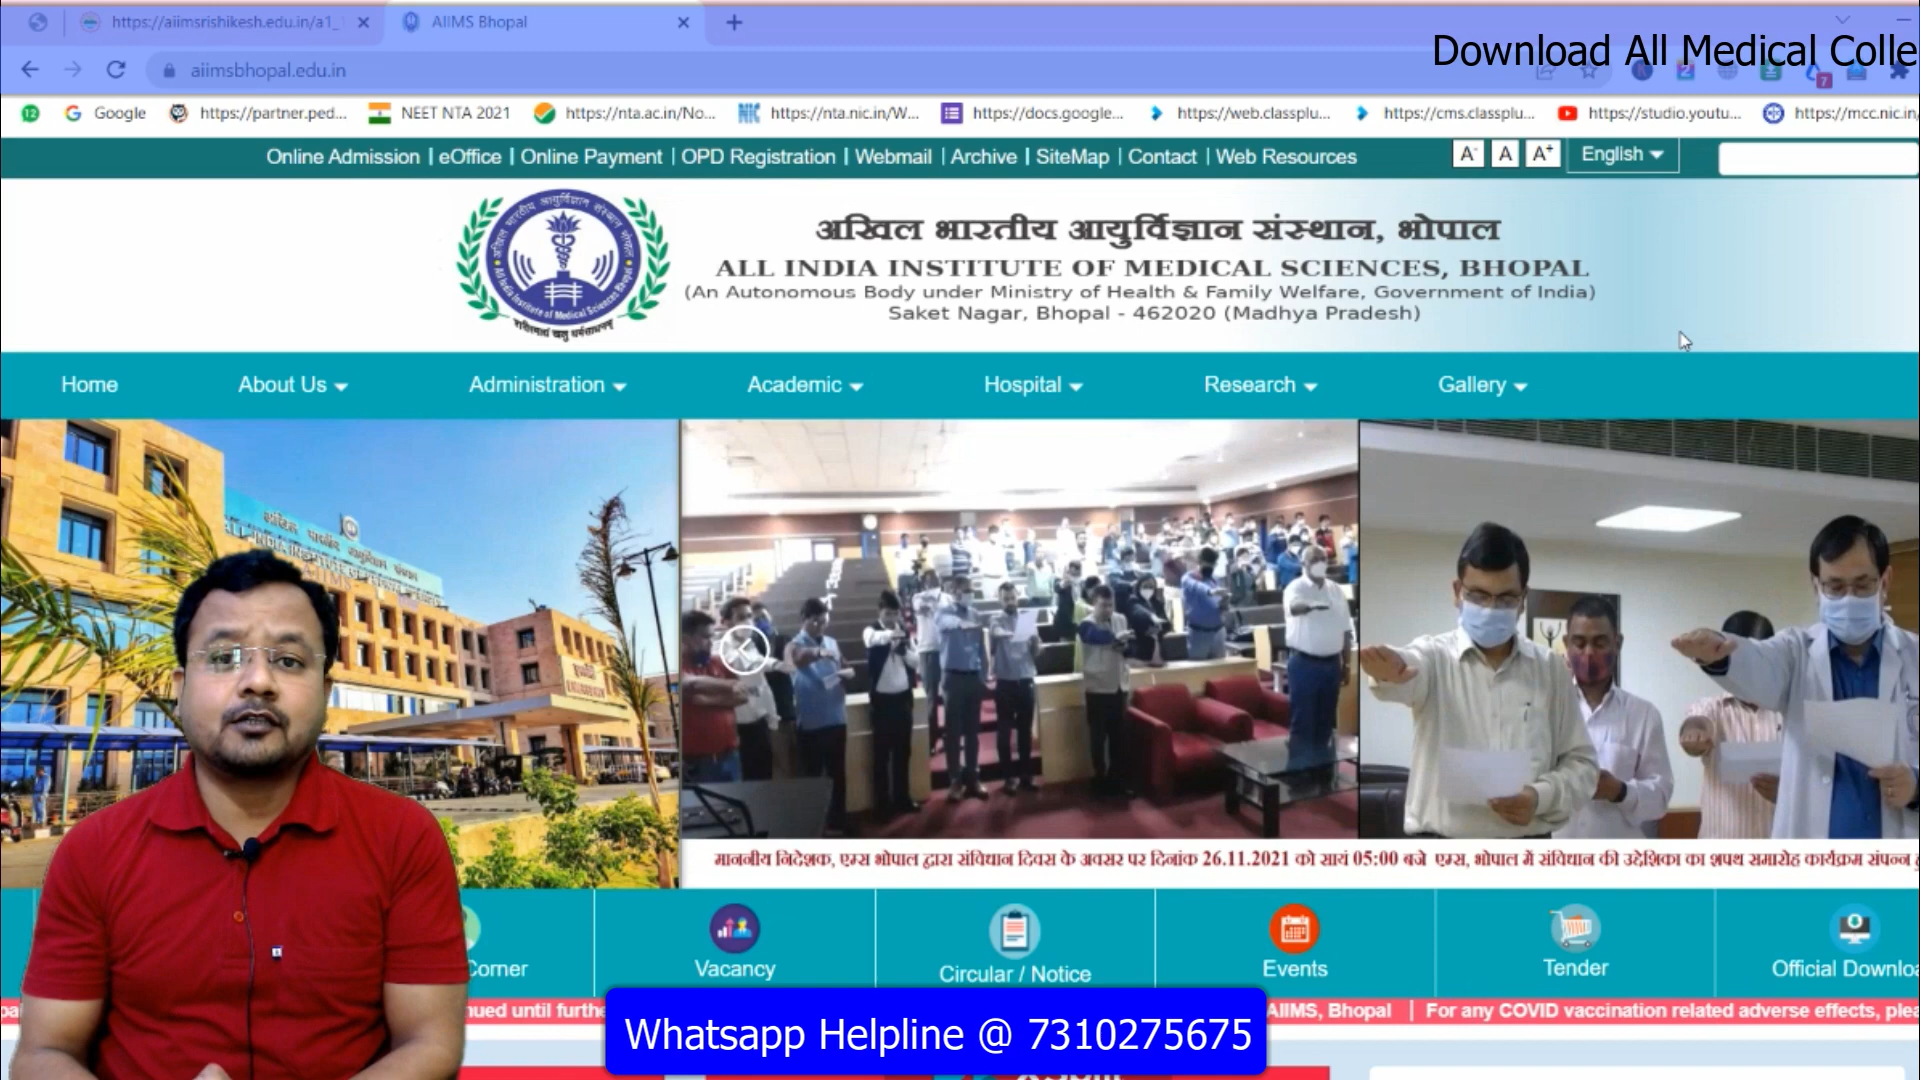 https://aiimsrishikesh.edu.in/a1_
AIIMS Bhopal
Download All Medical Colle
aiimsbhopal.edu.in
12
Google
https://partner.ped...
NEET NTA 2021
https://nta.ac.in/No...
NIC
https://nta.nic.in/W...
https://docs.google...
https://web.classplu...
https://cms.classplu...
https://studio.youtu...
https://mcc.nic.in/
Online Admission | eOffice | Online Payment | OPD Registration | Webmail | Archive | SiteMap | Contact | Web Resources
A- A A+ English
अखिल भारतीय आयुर्विज्ञान संस्थान, भोपाल
ALL INDIA INSTITUTE OF MEDICAL SCIENCES, BHOPAL
(An Autonomous Body under Ministry of Health & Family Welfare, Government of India)
Saket Nagar, Bhopal - 462020 (Madhya Pradesh)
Home About Us Administration Academic Hospital Research Gallery
माननीय निदेशक, एम्स भोपाल द्वारा संविधान दिवस के अवसर पर दिनांक 26.11.2021 को सायं 05:00 बजे एम्स, भोपाल में संविधान की उद्देशिका का शपथ समारोह कार्यक्रम संपन्न
Corner
Vacancy
Circular / Notice
Events
Tender
Official Downloa
nued until furthe
AIIMS, Bhopal | For any COVID vaccination related adverse effects, plea
Whatsapp Helpline @ 7310275675